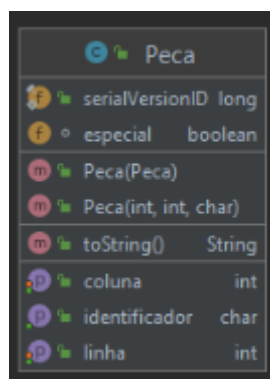 Peca
serialVersionID long
especial boolean
Peca(Peca)
Peca(int, int, char)
toString() String
coluna int
identificador char
linha int